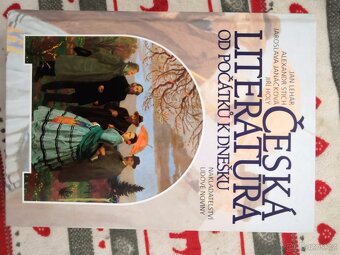 JAN LEHÁR
ALEXANDR STICH
JAROSLAVA JANÁČKOVÁ
JIŘÍ HOLÝ
ČESKÁ
LITERATURA
OD POČÁTKŮ K DNEŠKU
NAKLADATELSTVÍ
LIDOVÉ NOVINY